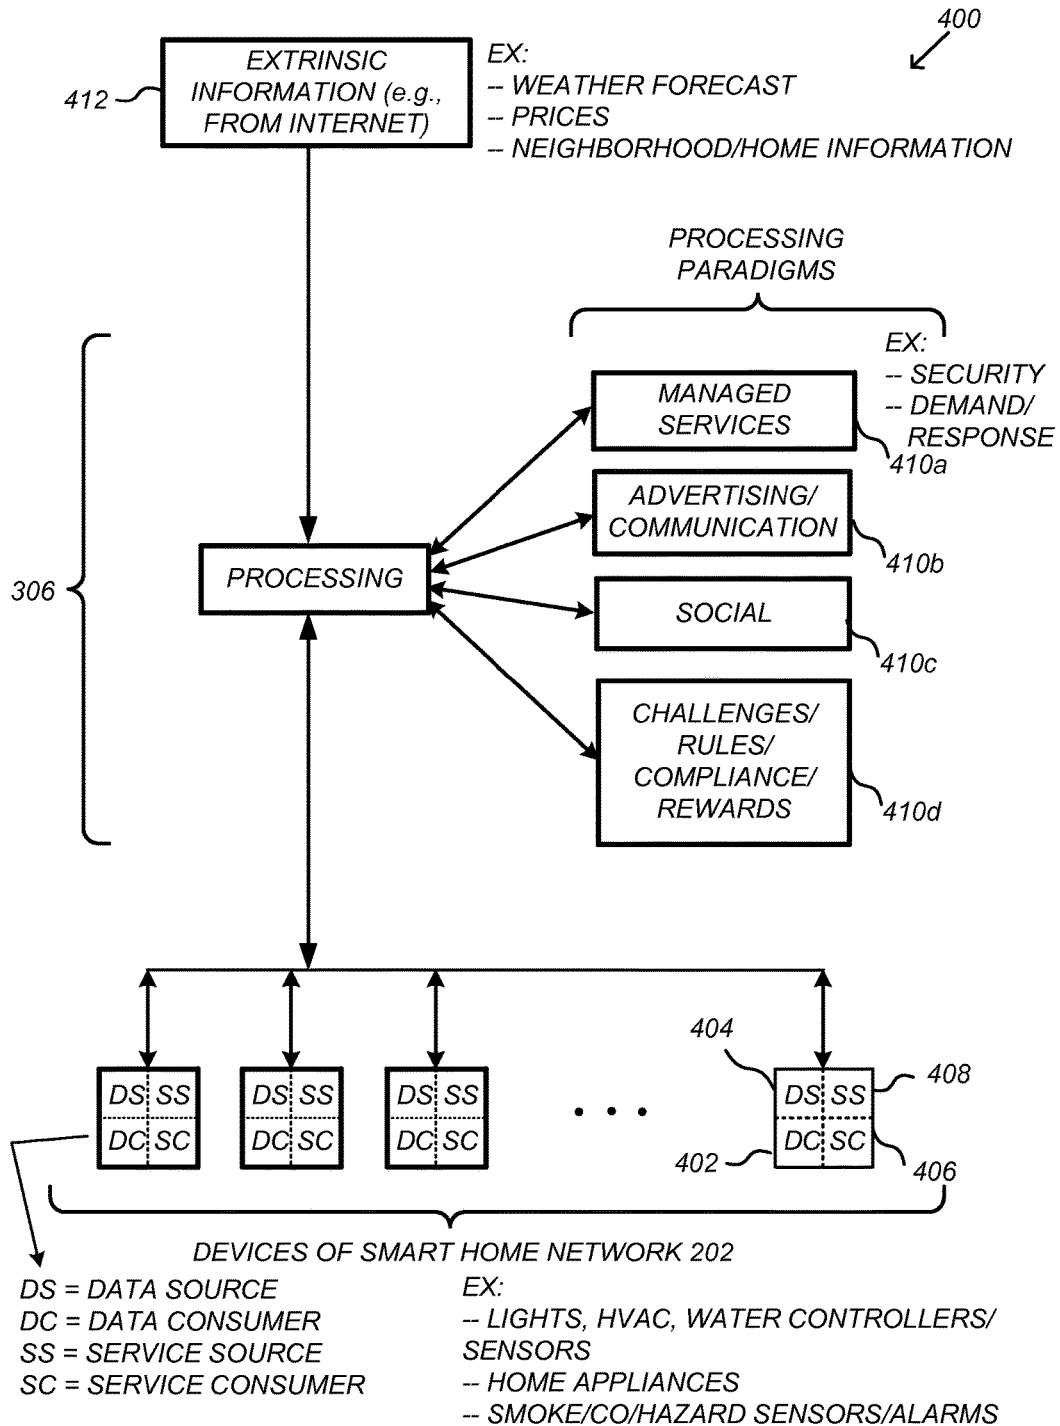 400
EXTRINSIC
INFORMATION (e.g.,
FROM INTERNET)
412
EX:
-- WEATHER FORECAST
-- PRICES
-- NEIGHBORHOOD/HOME INFORMATION
PROCESSING
PARADIGMS
EX:
-- SECURITY
-- DEMAND/
RESPONSE
MANAGED
SERVICES
410a
ADVERTISING/
COMMUNICATION
410b
306
PROCESSING
SOCIAL
410c
CHALLENGES/
RULES/
COMPLIANCE/
REWARDS
410d
404
408
DS SS
DC SC
DS SS
DC SC
DS SS
DC SC
• • •
DS SS
DC SC
402
406
DEVICES OF SMART HOME NETWORK 202
DS = DATA SOURCE
DC = DATA CONSUMER
SS = SERVICE SOURCE
SC = SERVICE CONSUMER
EX:
-- LIGHTS, HVAC, WATER CONTROLLERS/
SENSORS
-- HOME APPLIANCES
-- SMOKE/CO/HAZARD SENSORS/ALARMS